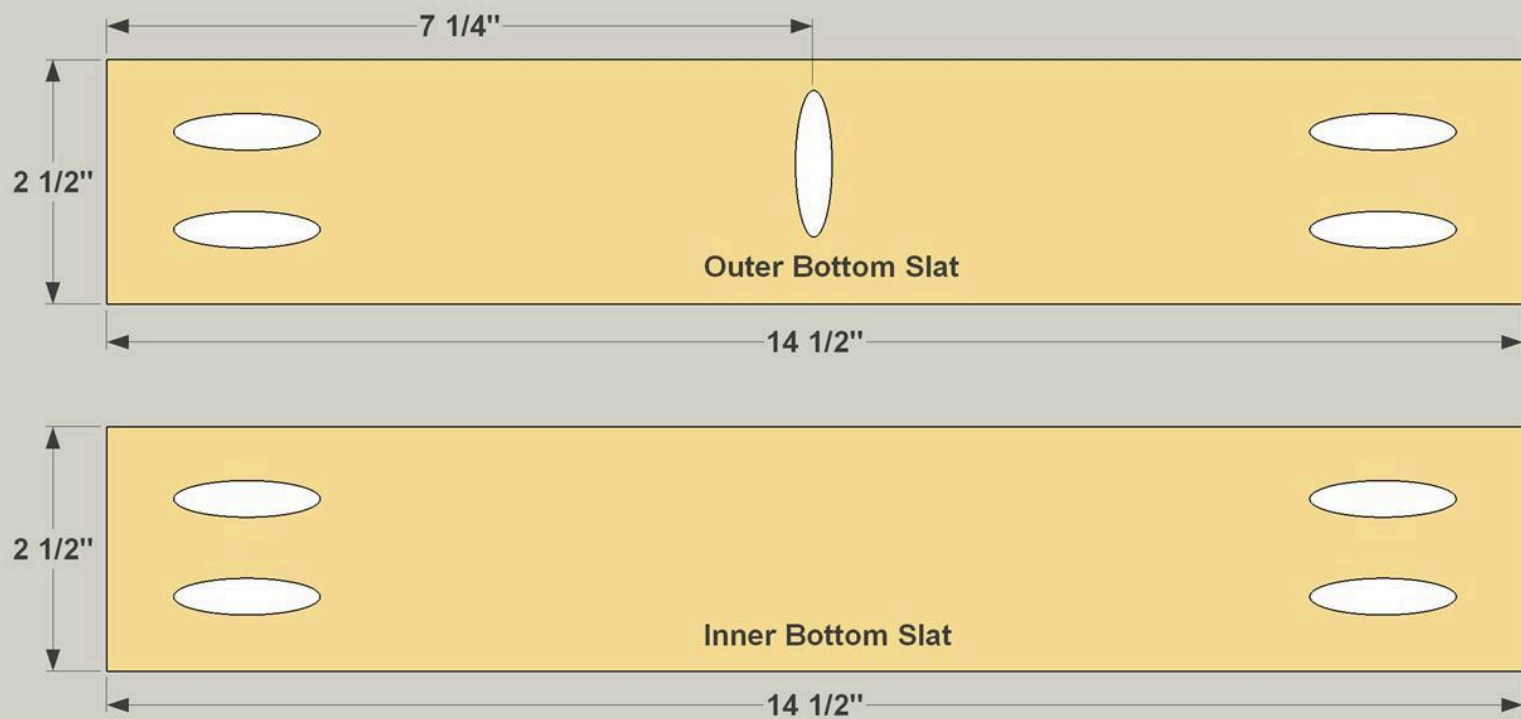 7 1/4"
2 1/2"
Outer Bottom Slat
14 1/2"
2 1/2"
Inner Bottom Slat
14 1/2"